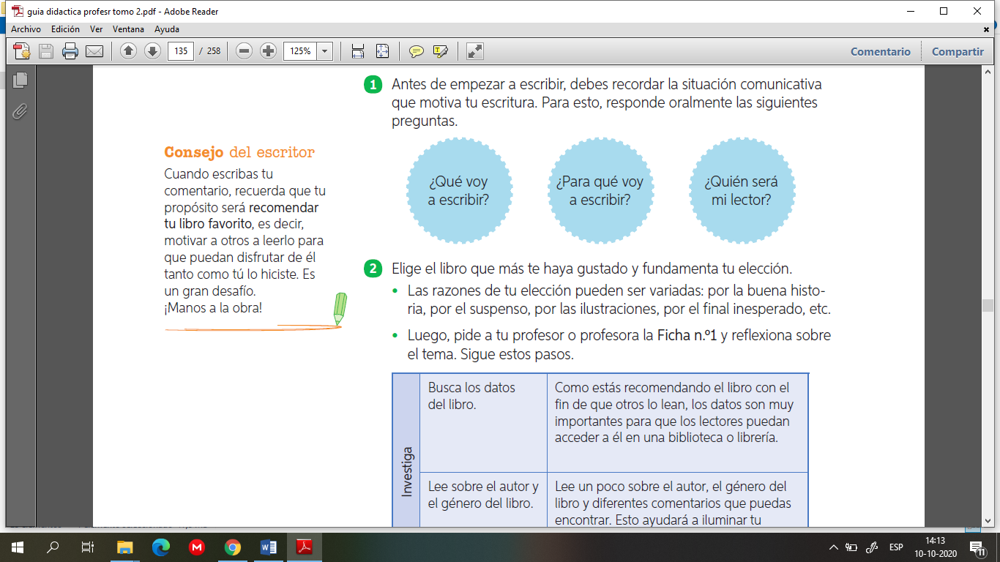 guia didactica profesr tomo 2.pdf - Adobe Reader
Archivo Edición Ver Ventana Ayuda
135 / 258
125%
Comentario Compartir
1 Antes de empezar a escribir, debes recordar la situación comunicativa
que motiva tu escritura. Para esto, responde oralmente las siguientes
preguntas.
Consejo del escritor
Cuando escribas tu
comentario, recuerda que tu
propósito será recomendar
tu libro favorito, es decir,
motivar a otros a leerlo para
que puedan disfrutar de él
tanto como tú lo hiciste. Es
un gran desafío.
¡Manos a la obra!
¿Qué voy
a escribir?
¿Para qué voy
a escribir?
¿Quién será
mi lector?
2 Elige el libro que más te haya gustado y fundamenta tu elección.
• Las razones de tu elección pueden ser variadas: por la buena histo-
ria, por el suspenso, por las ilustraciones, por el final inesperado, etc.
• Luego, pide a tu profesor o profesora la Ficha n.º1 y reflexiona sobre
el tema. Sigue estos pasos.
Investiga
Busca los datos
del libro.
Como estás recomendando el libro con el
fin de que otros lo lean, los datos son muy
importantes para que los lectores puedan
acceder a él en una biblioteca o librería.
Lee sobre el autor y
el género del libro.
Lee un poco sobre el autor, el género del
libro y diferentes comentarios que puedas
encontrar. Esto ayudará a iluminar tu
ESP
14:13
10-10-2020
11